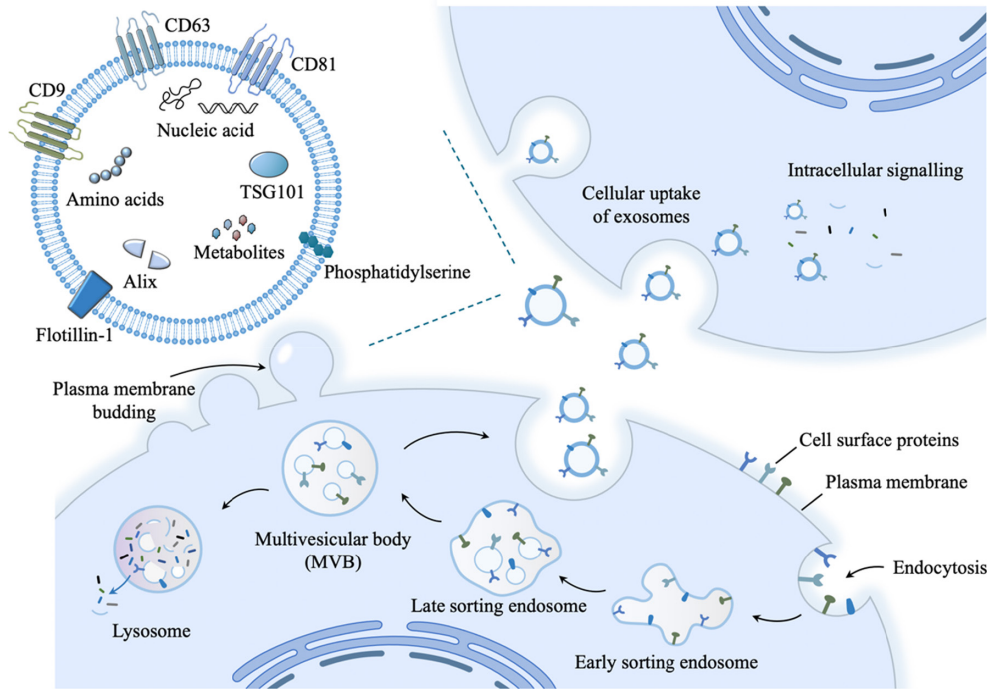 CD63
CD81
CD9
Nucleic acid
Amino acids
TSG101
Metabolites
Alix
Phosphatidylserine
Flotillin-1
Cellular uptake
of exosomes
Intracellular signalling
Plasma membrane
budding
Cell surface proteins
Plasma membrane
Endocytosis
Multivesicular body
(MVB)
Late sorting endosome
Early sorting endosome
Lysosome